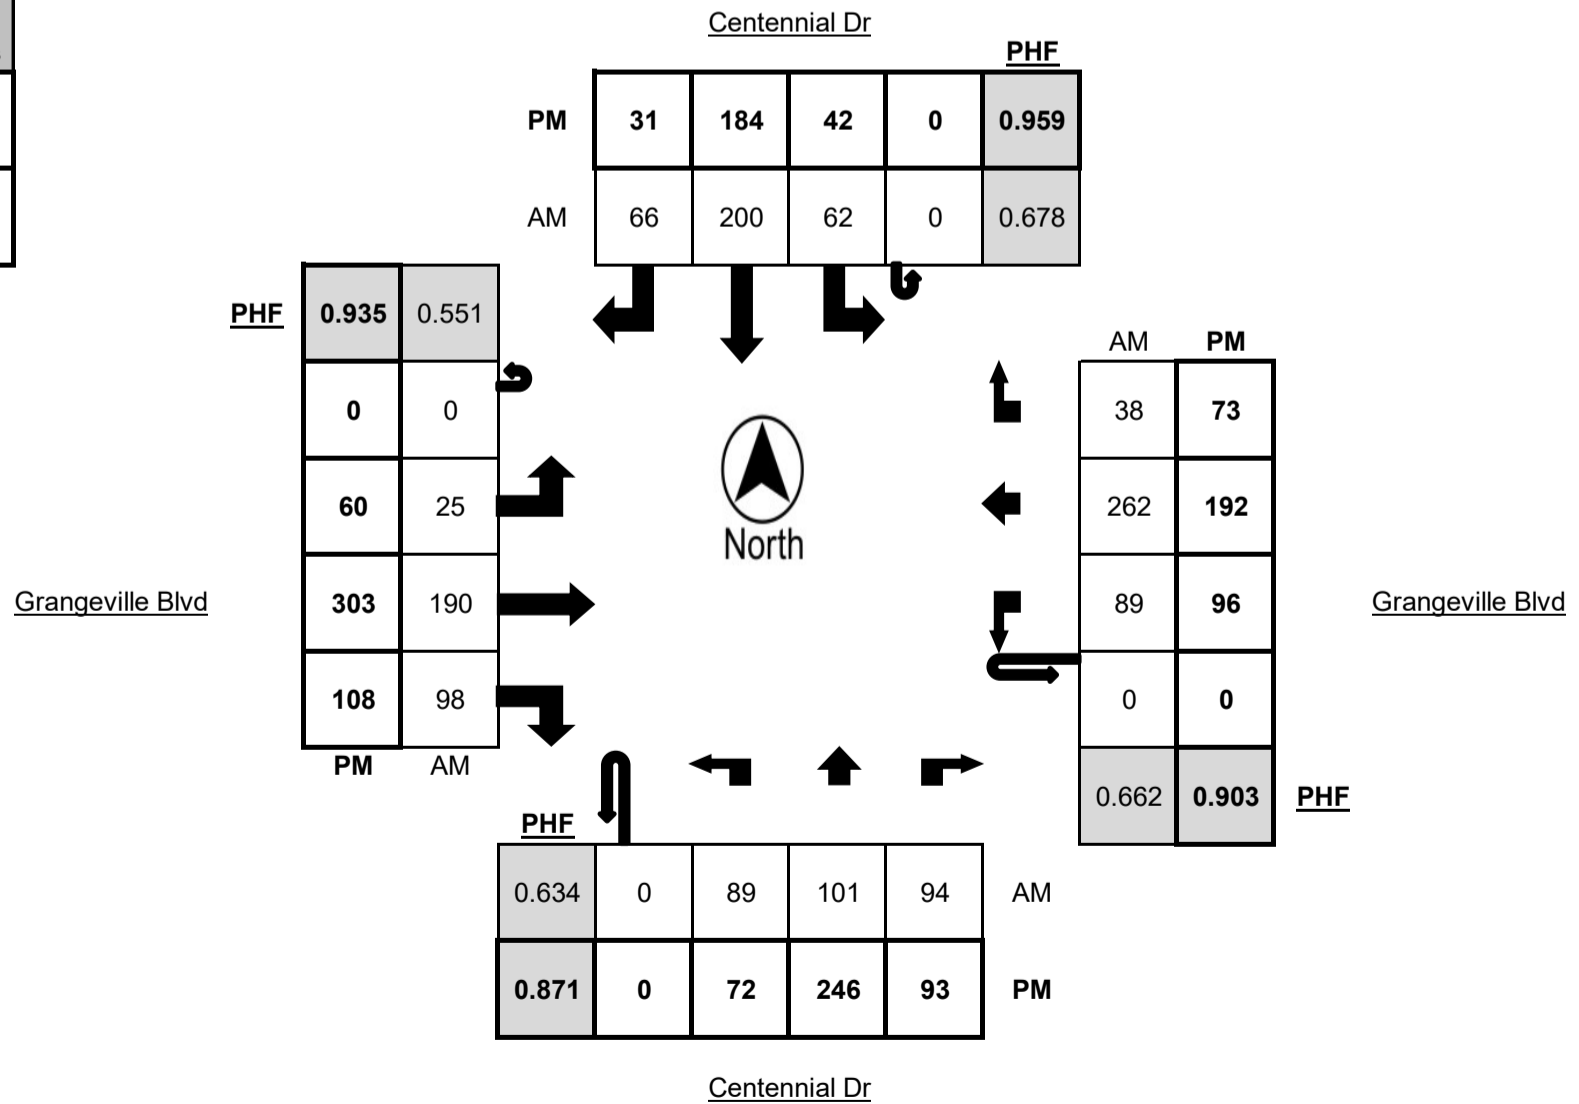 Centennial Dr
PHF
PM 31 184 42 0 0.959
AM 66 200 62 0 0.678
PHF 0.935 0.551
AM PM
0 0
38 73
60 25
262 192
North
Grangeville Blvd
303 190
89 96
Grangeville Blvd
108 98
0 0
PM AM
0.662 0.903 PHF
PHF
0.634 0 89 101 94 AM
0.871 0 72 246 93 PM
Centennial Dr